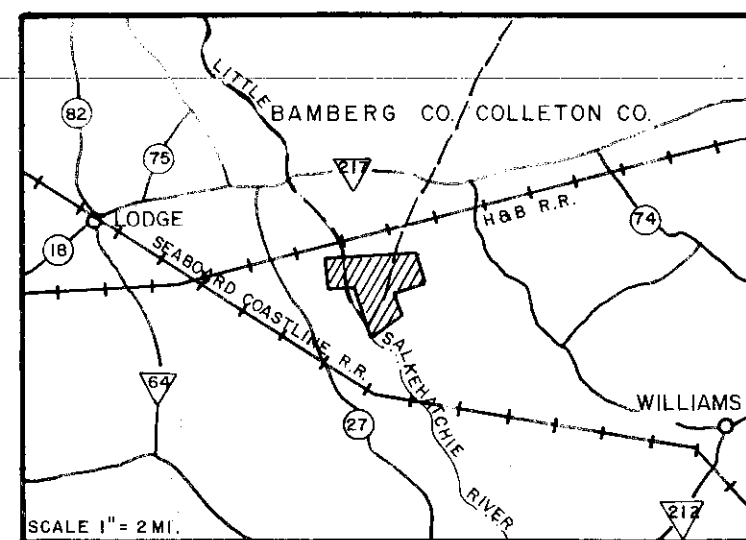 LITTLE
82
BAMBERG CO. COLLETON CO.
75
217
LODGE
H&B R.R.
74
18
SEABOARD COASTLINE R.R.
SALKEHATCHIE
64
WILLIAMS
27
RIVER
212
SCALE 1" = 2 MI.